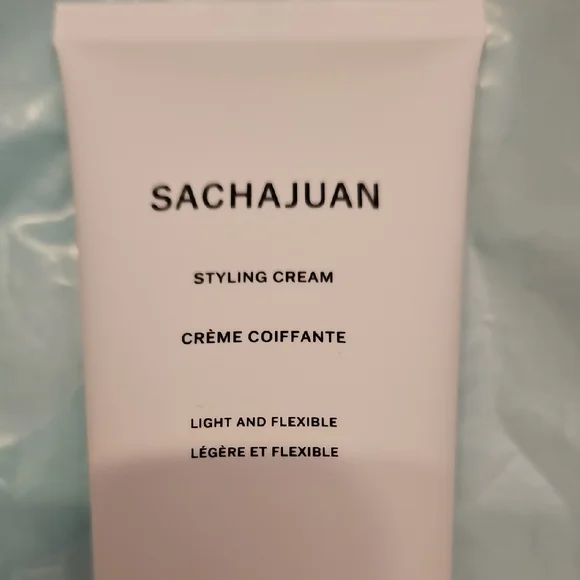 SACHAJUAN
STYLING CREAM
CRÈME COIFFANTE
LIGHT AND FLEXIBLE
LÉGÈRE ET FLEXIBLE